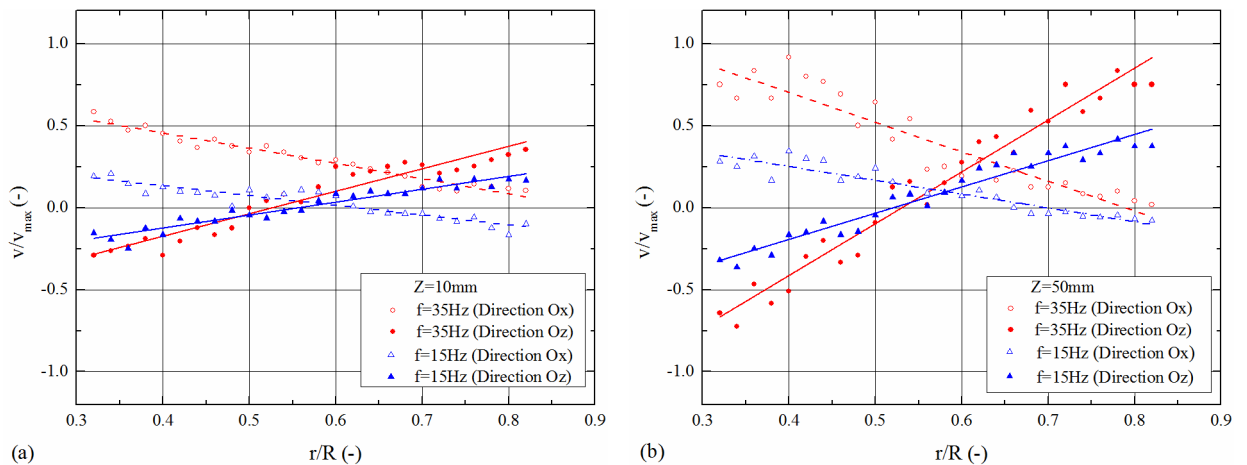 1.0
0.5
0.0
-0.5
-1.0
v/vmax (-)
Z=10mm
f=35Hz (Direction Ox)
f=35Hz (Direction Oz)
f=15Hz (Direction Ox)
f=15Hz (Direction Oz)
0.3 0.4 0.5 0.6 0.7 0.8 0.9
(a) r/R (-)
1.0
0.5
0.0
-0.5
-1.0
v/vmax (-)
Z=50mm
f=35Hz (Direction Ox)
f=35Hz (Direction Oz)
f=15Hz (Direction Ox)
f=15Hz (Direction Oz)
0.3 0.4 0.5 0.6 0.7 0.8 0.9
(b) r/R (-)